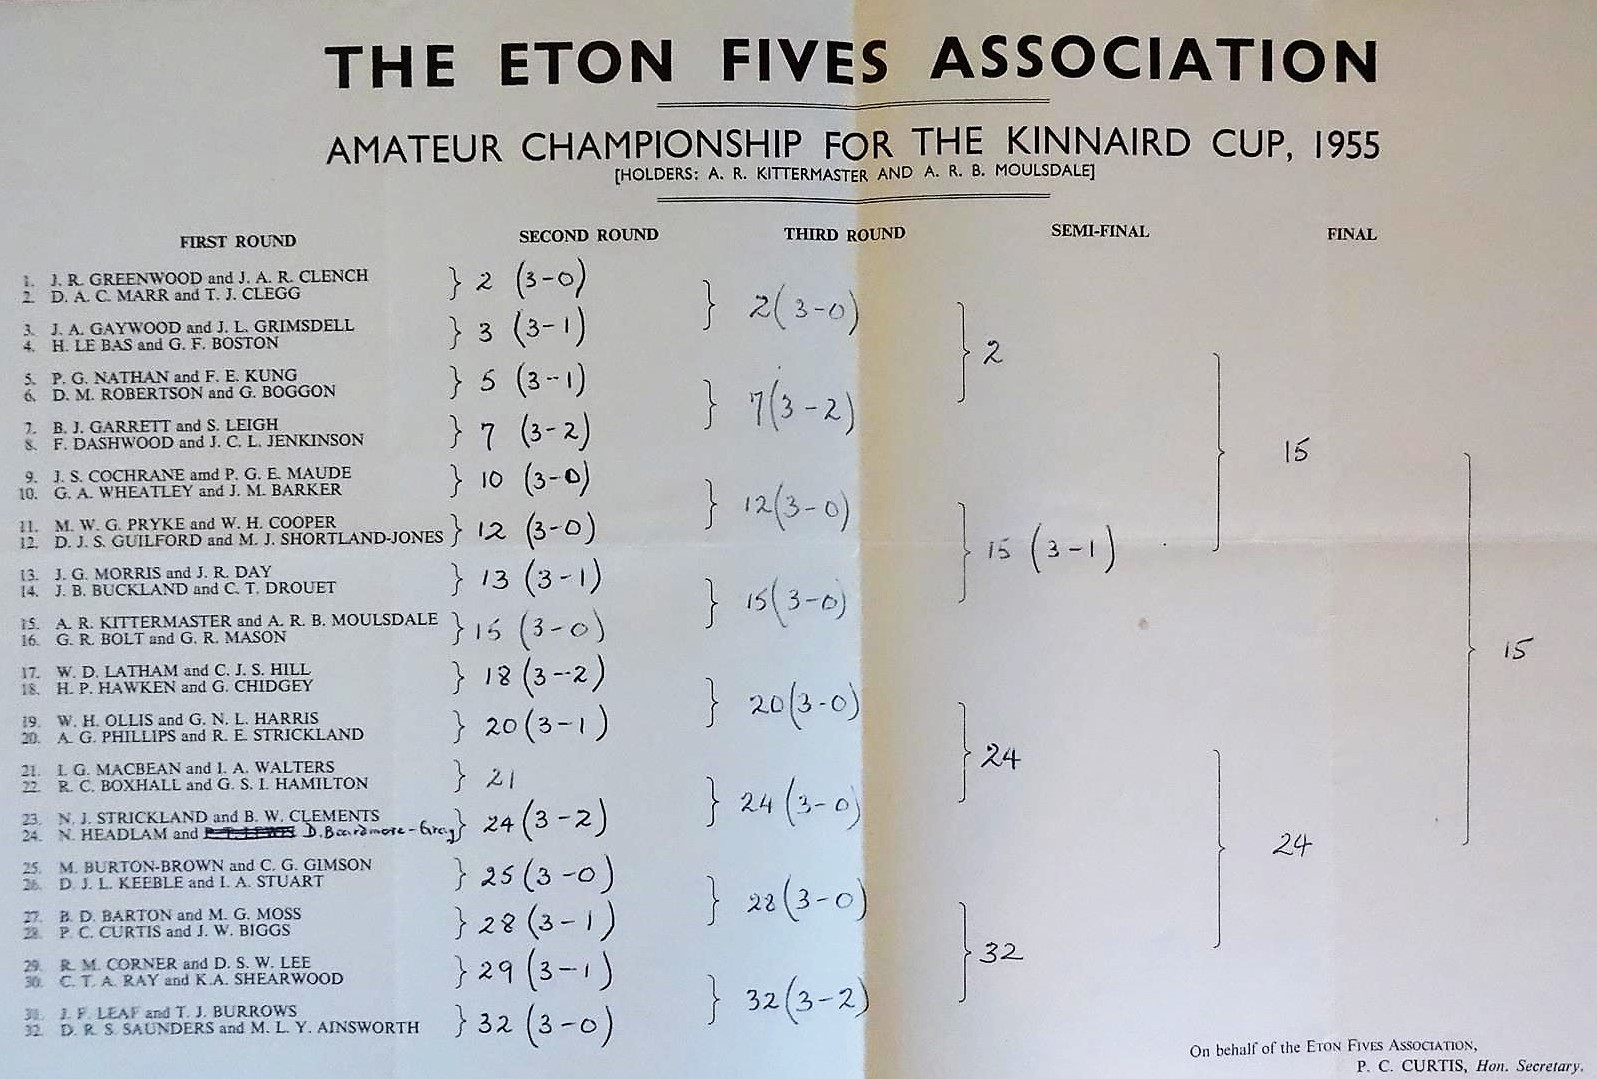 THE ETON FIVES ASSOCIATION
AMATEUR CHAMPIONSHIP FOR THE KINNAIRD CUP, 1955
[HOLDERS: A. R. KITTERMASTER AND A. R. B. MOULSDALE]
FIRST ROUND SECOND ROUND THIRD ROUND SEMI-FINAL FINAL
1. J. R. GREENWOOD and J. A. R. CLENCH
2. D. A. C. MARR and T. J. CLEGG
2 (3-0)
3. J. A. GAYWOOD and J. L. GRIMSDELL
4. H. LE BAS and G. F. BOSTON
3 (3-1)
5. P. G. NATHAN and F. E. KUNG
6. D. M. ROBERTSON and G. BOGGON
5 (3-1)
7. B. J. GARRETT and S. LEIGH
8. F. DASHWOOD and J. C. L. JENKINSON
7 (3-2)
9. J. S. COCHRANE amd P. G. E. MAUDE
10. G. A. WHEATLEY and J. M. BARKER
10 (3-0)
11. M. W. G. PRYKE and W. H. COOPER
12. D. J. S. GUILFORD and M. J. SHORTLAND-JONES
12 (3-0)
13. J. G. MORRIS and J. R. DAY
14. J. B. BUCKLAND and C. T. DROUET
13 (3-1)
15. A. R. KITTERMASTER and A. R. B. MOULSDALE
16. G. R. BOLT and G. R. MASON
15 (3-0)
17. W. D. LATHAM and C. J. S. HILL
18. H. P. HAWKEN and G. CHIDGEY
18 (3-2)
19. W. H. OLLIS and G. N. L. HARRIS
20. A. G. PHILLIPS and R. E. STRICKLAND
20 (3-1)
21. I. G. MACBEAN and I. A. WALTERS
22. R. C. BOXHALL and G. S. I. HAMILTON
21
23. N. J. STRICKLAND and B. W. CLEMENTS
24. N. HEADLAM and D. Beardmore-Gray
24 (3-2)
25. M. BURTON-BROWN and C. G. GIMSON
26. D. J. L. KEEBLE and I. A. STUART
25 (3-0)
27. B. D. BARTON and M. G. MOSS
28. P. C. CURTIS and J. W. BIGGS
28 (3-1)
29. R. M. CORNER and D. S. W. LEE
30. C. T. A. RAY and K.A. SHEARWOOD
29 (3-1)
31. J. F. LEAF and T. J. BURROWS
32. D. R. S. SAUNDERS and M. L. Y. AINSWORTH
32 (3-0)
2 (3-0)
7 (3-2)
12 (3-0)
15 (3-0)
20 (3-0)
24 (3-0)
28 (3-0)
32 (3-2)
2
15 (3-1)
24
32
15
24
15
On behalf of the ETON FIVES ASSOCIATION,
P. C. CURTIS, Hon. Secretary.